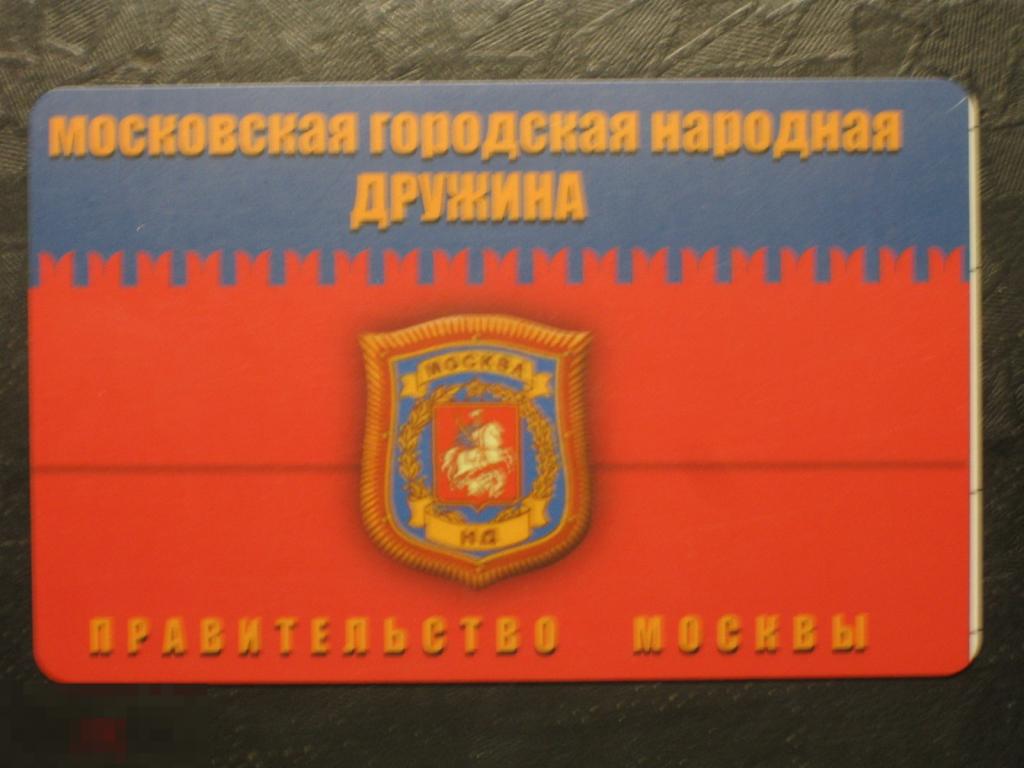 МОСКОВСКАЯ ГОРОДСКАЯ НАРОДНАЯ
ДРУЖИНА
МОСКВА
НД
ПРАВИТЕЛЬСТВО МОСКВЫ